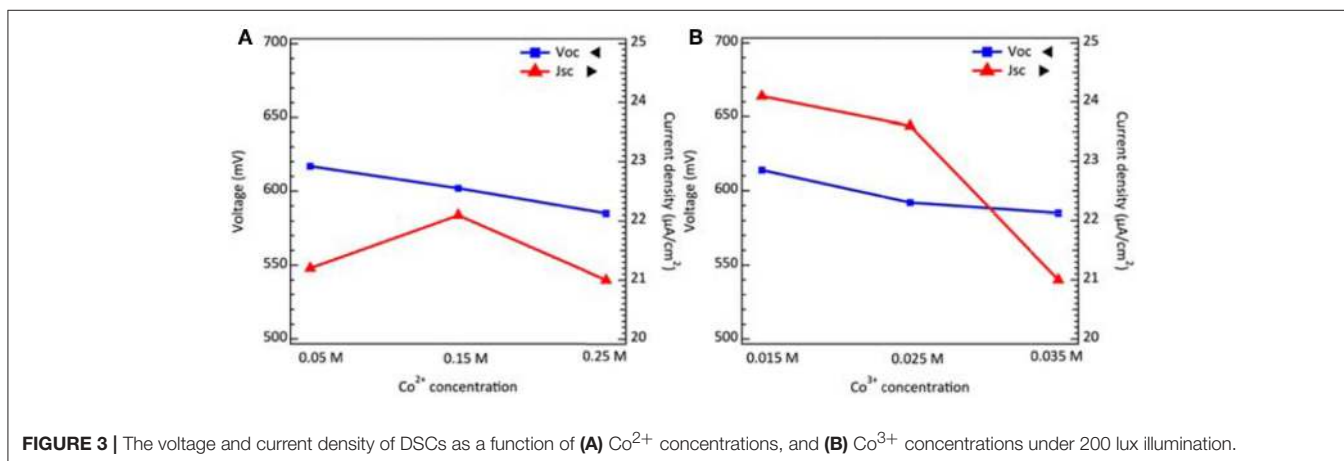 A
700
650
600
550
500
Voltage (mV)
Voc ◄
Jsc ►
25
24
23
22
21
20
Current density (µA/cm²)
0.05 M 0.15 M 0.25 M
Co²⁺ concentration
B
700
650
600
550
500
Voltage (mV)
Voc ◄
Jsc ►
25
24
23
22
21
20
Current density (µA/cm²)
0.015 M 0.025 M 0.035 M
Co³⁺ concentration
FIGURE 3 | The voltage and current density of DSCs as a function of (A) Co²⁺ concentrations, and (B) Co³⁺ concentrations under 200 lux illumination.